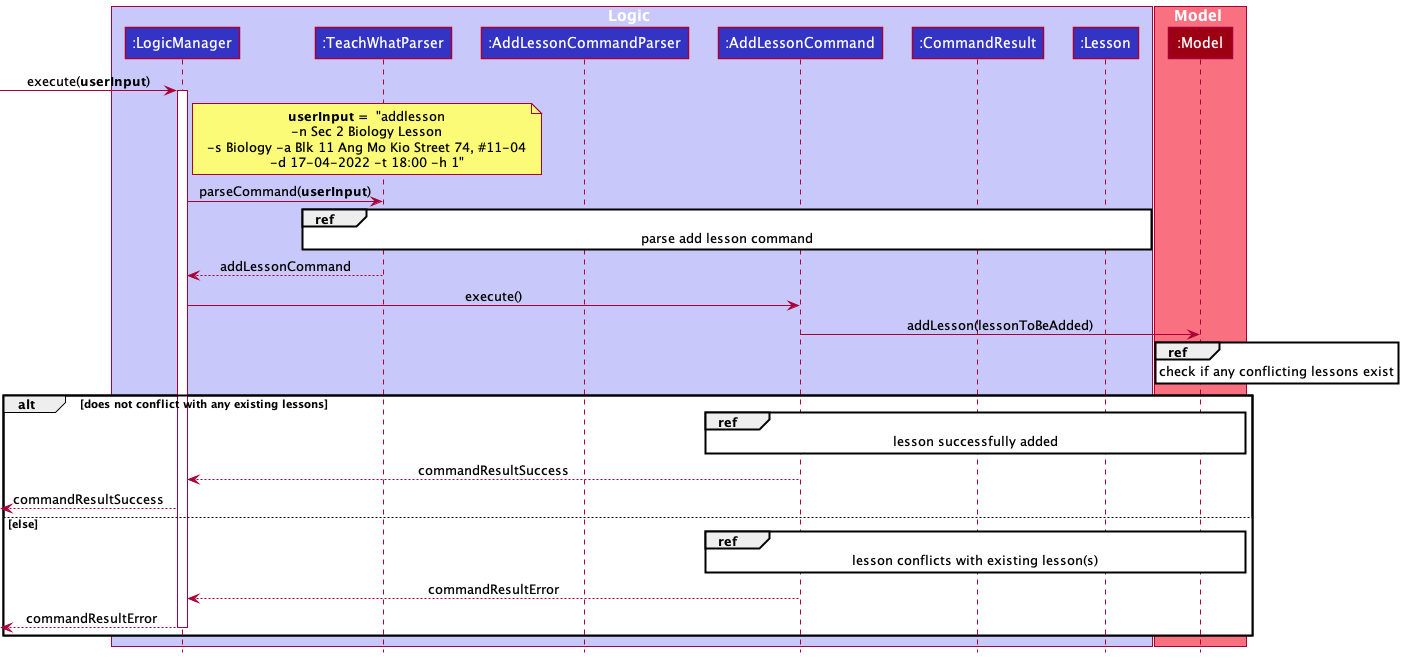 Logic
Model
:LogicManager
:TeachWhatParser
:AddLessonCommandParser
:AddLessonCommand
:CommandResult
:Lesson
:Model
execute(userInput)
userInput = "addlesson
-n Sec 2 Biology Lesson
-s Biology -a Blk 11 Ang Mo Kio Street 74, #11-04
-d 17-04-2022 -t 18:00 -h 1"
parseCommand(userInput)
ref
parse add lesson command
addLessonCommand
execute()
addLesson(lessonToBeAdded)
ref
check if any conflicting lessons exist
alt
[does not conflict with any existing lessons]
ref
lesson successfully added
commandResultSuccess
commandResultSuccess
[else]
ref
lesson conflicts with existing lesson(s)
commandResultError
commandResultError